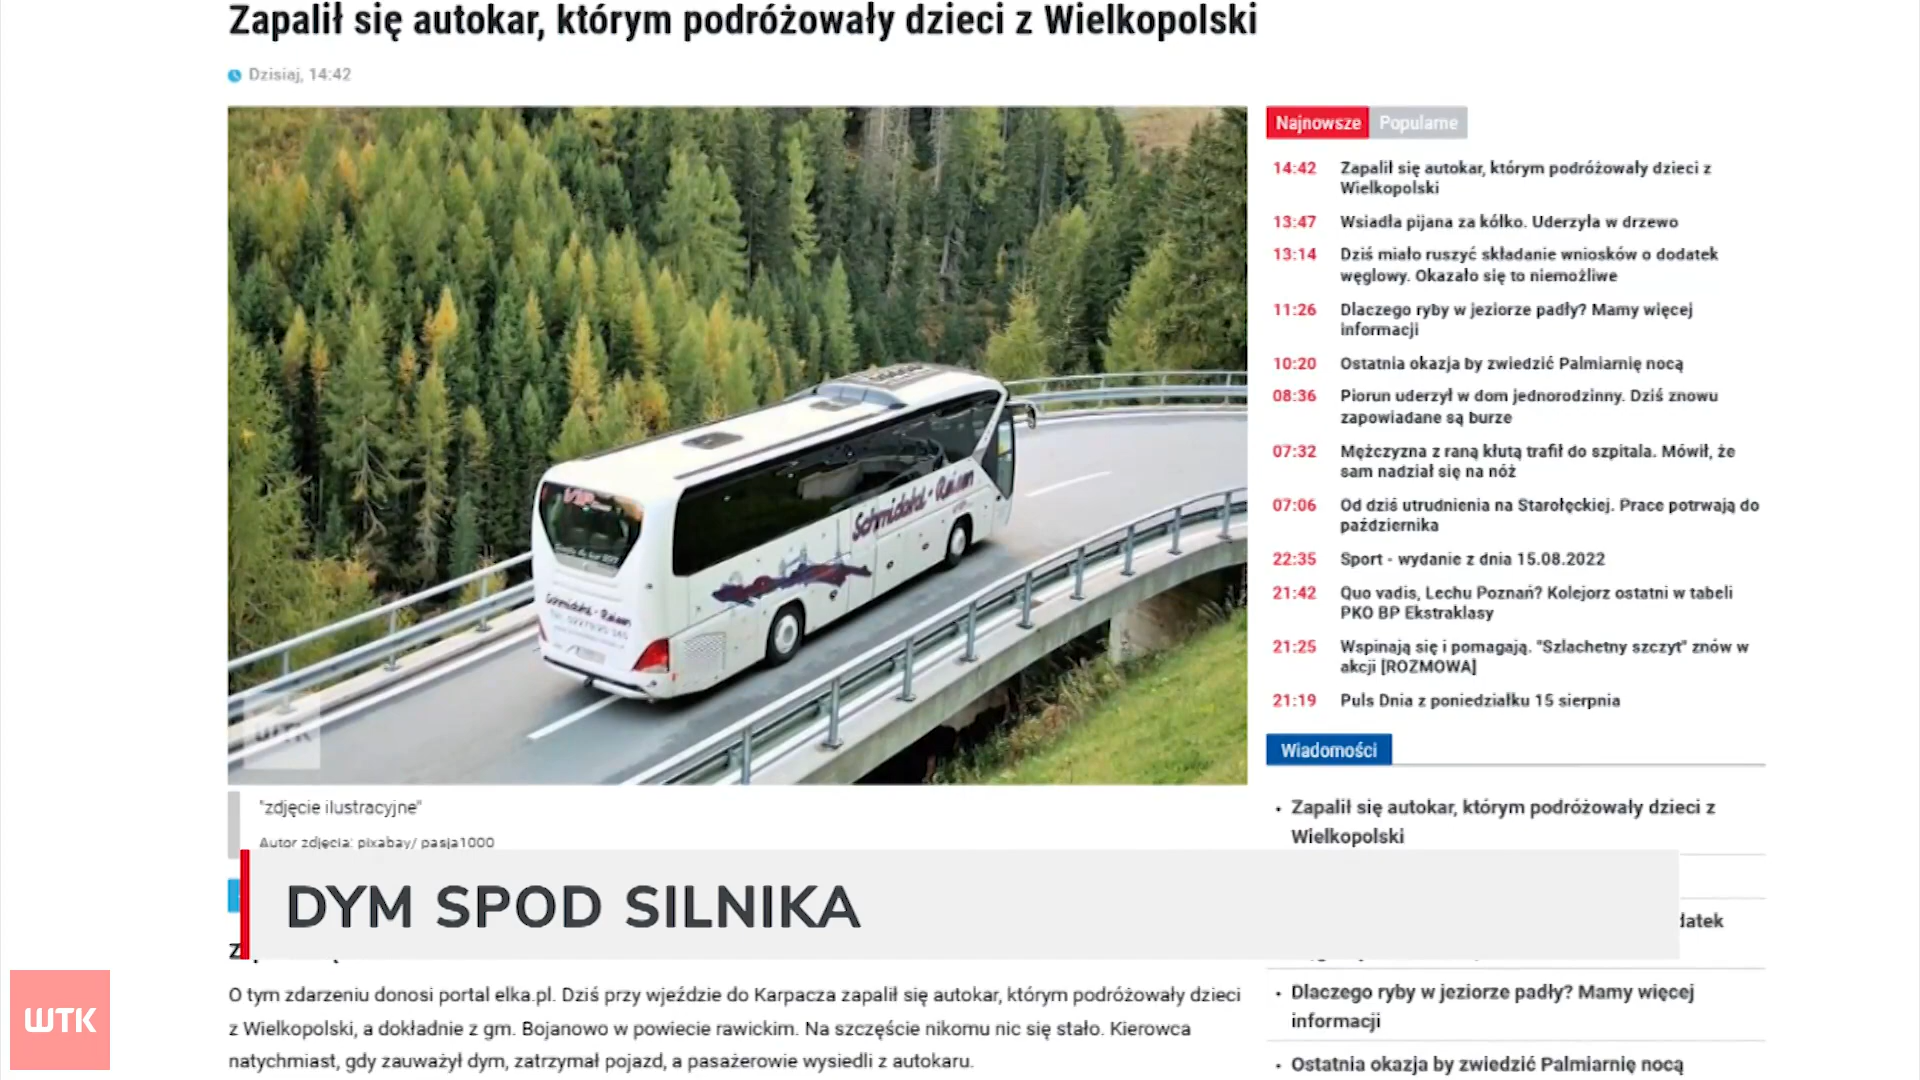 Zapalił się autokar, którym podróżowały dzieci z Wielkopolski
Dzisiaj, 14:42
Najnowsze Popularne
14:42 Zapalił się autokar, którym podróżowały dzieci z
Wielkopolski
13:47 Wsiadła pijana za kółko. Uderzyła w drzewo
13:14 Dziś miało ruszyć składanie wniosków o dodatek
węglowy. Okazało się to niemożliwe
11:26 Dlaczego ryby w jeziorze padły? Mamy więcej
informacji
10:20 Ostatnia okazja by zwiedzić Palmiarnię nocą
08:36 Piorun uderzył w dom jednorodzinny. Dziś znowu
zapowiadane są burze
07:32 Mężczyzna z raną kłutą trafił do szpitala. Mówił, że
sam nadział się na nóż
07:06 Od dziś utrudnienia na Starołęckiej. Prace potrwają do
października
22:35 Sport - wydanie z dnia 15.08.2022
21:42 Quo vadis, Lechu Poznań? Kolejorz ostatni w tabeli
PKO BP Ekstraklasy
21:25 Wspinają się i pomagają. "Szlachetny szczyt" znów w
akcji [ROZMOWA]
21:19 Puls Dnia z poniedziałku 15 sierpnia
Wiadomości
• Zapalił się autokar, którym podróżowały dzieci z
Wielkopolski
datek
• Dlaczego ryby w jeziorze padły? Mamy więcej
informacji
• Ostatnia okazja by zwiedzić Palmiarnię nocą
Schmidahl - Reisen
Schmidahl - Reisen
WTK
"zdjęcie ilustracyjne"
Autor zdjęcia: pixabay/ pasja1000
DYM SPOD SILNIKA
O tym zdarzeniu donosi portal elka.pl. Dziś przy wjeździe do Karpacza zapalił się autokar, którym podróżowały dzieci
z Wielkopolski, a dokładnie z gm. Bojanowo w powiecie rawickim. Na szczęście nikomu nic się stało. Kierowca
natychmiast, gdy zauważył dym, zatrzymał pojazd, a pasażerowie wysiedli z autokaru.
WTK